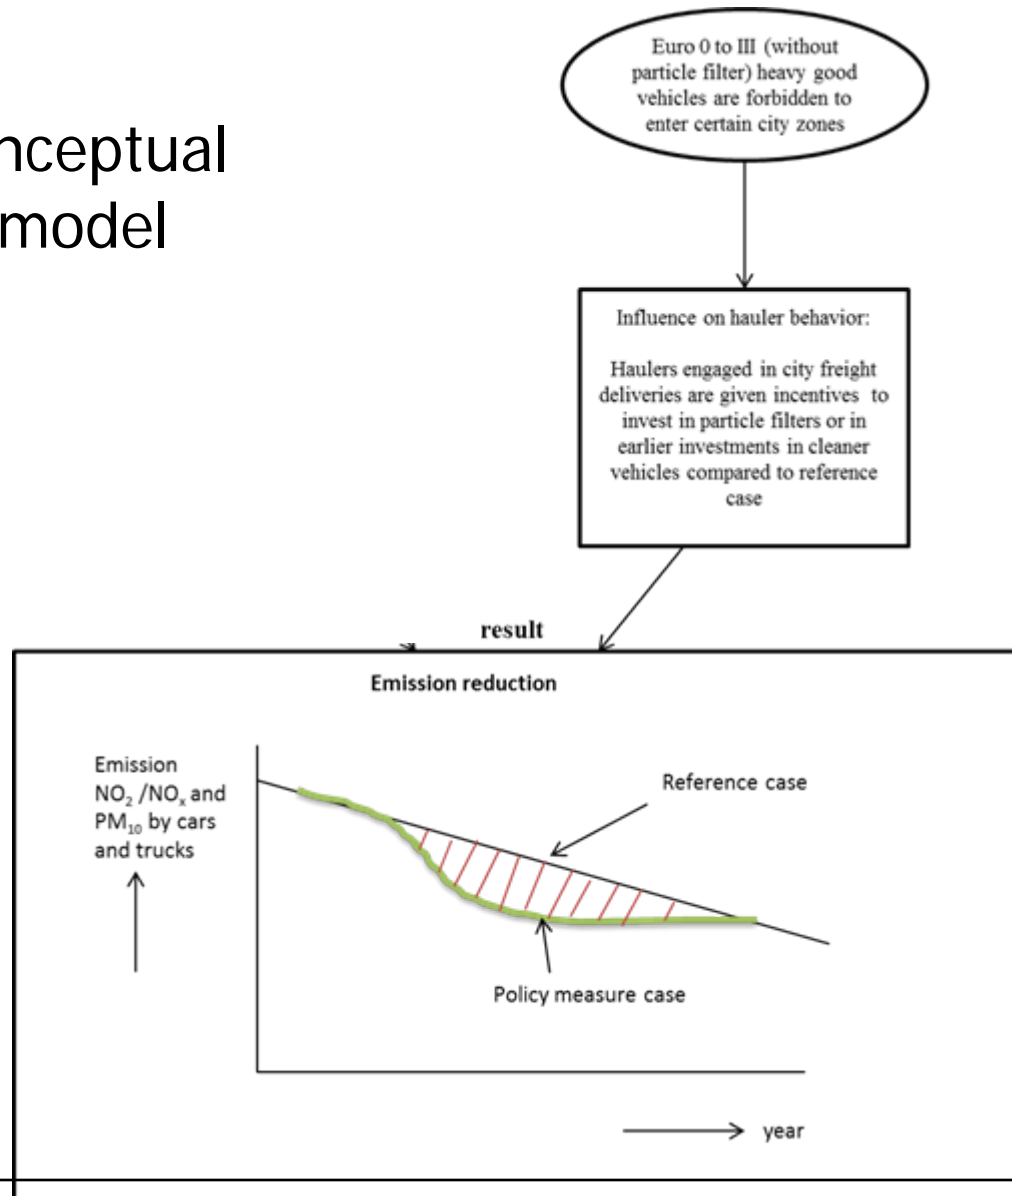 nceptual
model
Euro 0 to III (without
particle filter) heavy good
vehicles are forbidden to
enter certain city zones
Influence on hauler behavior:
Haulers engaged in city freight
deliveries are given incentives to
invest in particle filters or in
earlier investments in cleaner
vehicles compared to reference
case
result
Emission reduction
Emission
NO₂ /NOₓ and
PM₁₀ by cars
and trucks
Reference case
Policy measure case
year